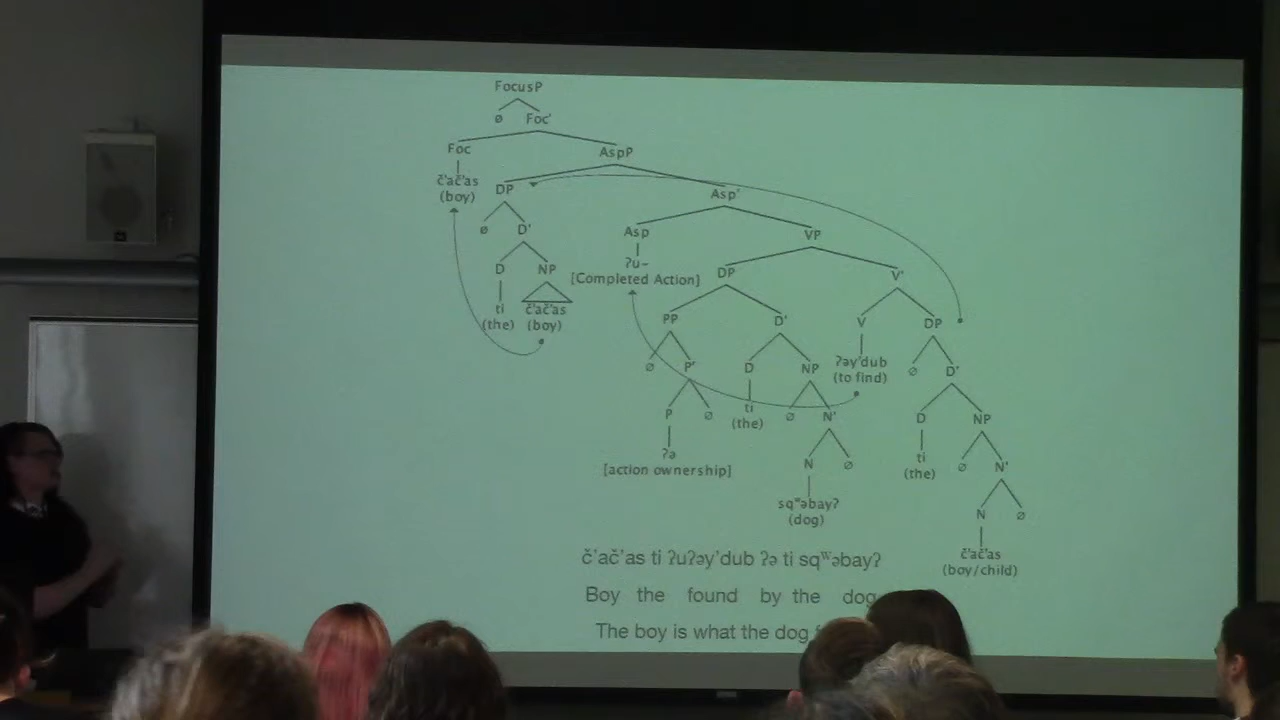 FocusP
ø Foc'
Foc AspP
č'ač'as DP Asp'
(boy)
ø D' Asp VP
D NP ʔu- DP V'
[Completed Action]
ti č'ač'as PP D' V DP
(the) (boy)
ø P' D NP ʔəy'dub ø D'
(to find)
P ø ti ø N' D NP
(the)
ʔə N ø ti ø N'
[action ownership] (the)
sqʷəbayʔ N ø
(dog)
č'ač'as
(boy/child)
č'ač'as ti ʔuʔəy'dub ʔə ti sqʷəbayʔ
Boy the found by the dog
The boy is what the dog